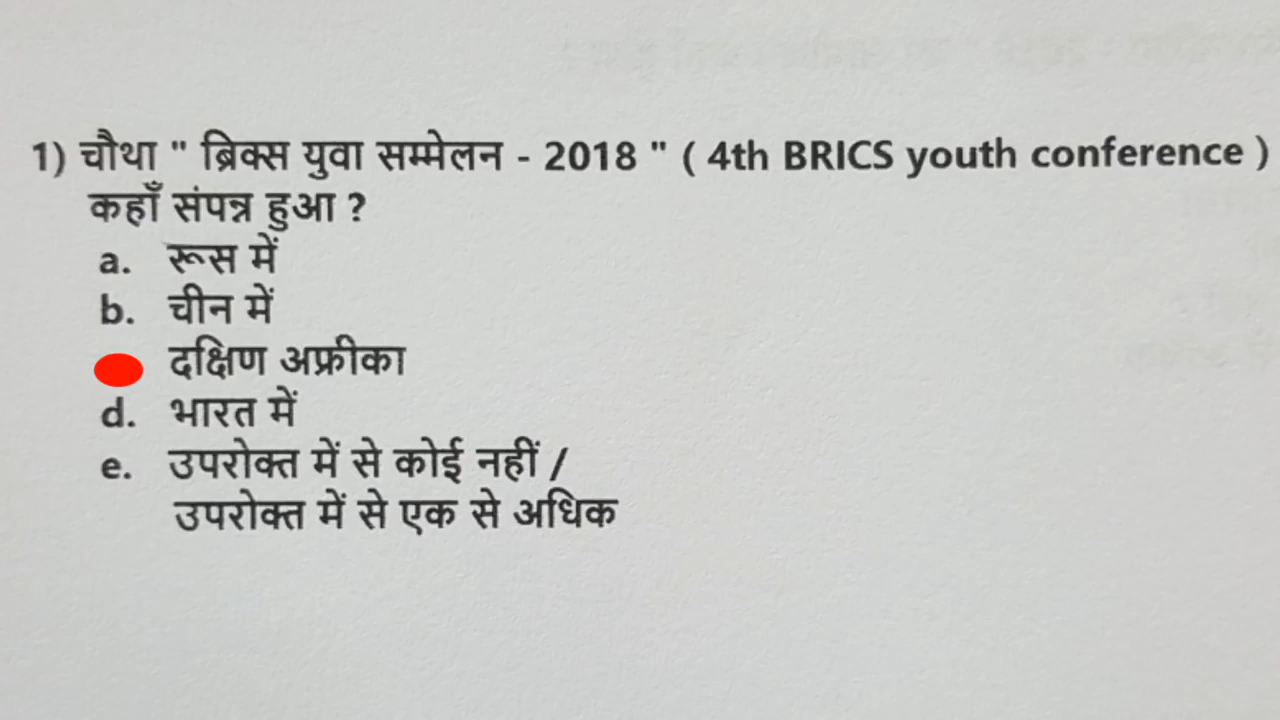 1) चौथा " ब्रिक्स युवा सम्मेलन - 2018 " ( 4th BRICS youth conference )
कहाँ संपन्न हुआ ?
a. रूस में
b. चीन में
दक्षिण अफ्रीका
d. भारत में
e. उपरोक्त में से कोई नहीं /
उपरोक्त में से एक से अधिक